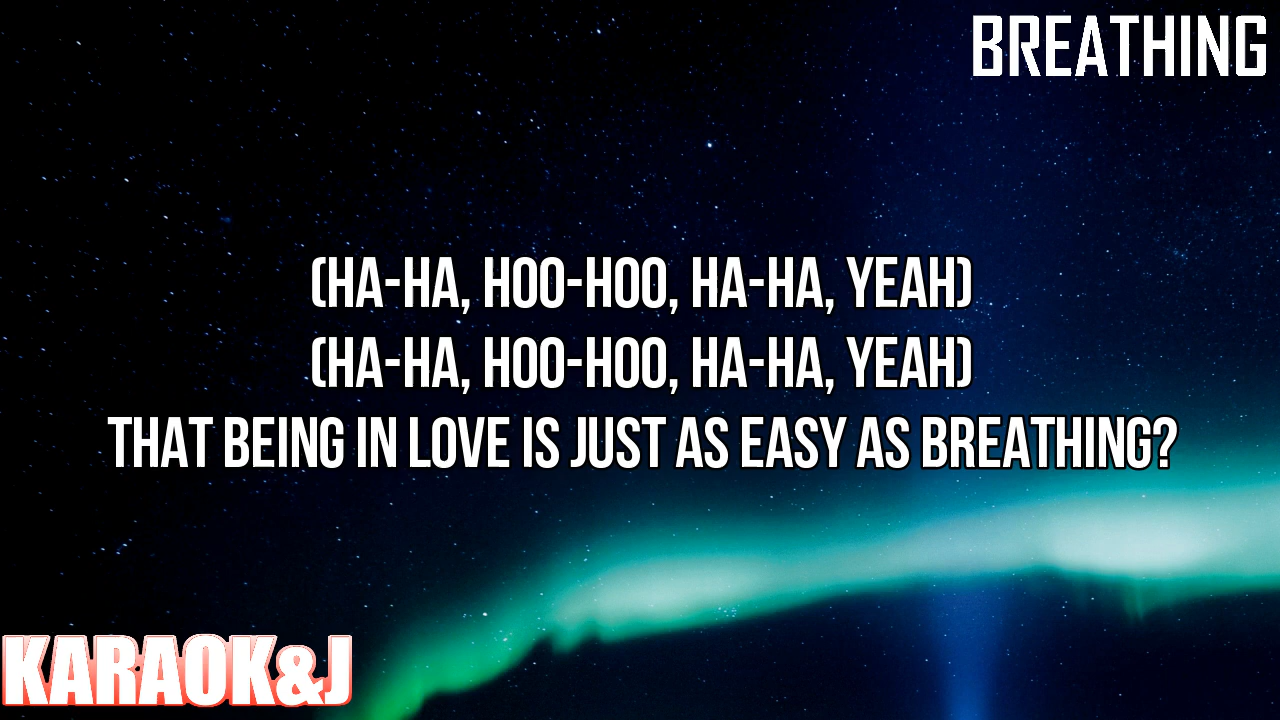 BREATHING
(HA-HA, HOO-HOO, HA-HA, YEAH)
(HA-HA, HOO-HOO, HA-HA, YEAH)
THAT BEING IN LOVE IS JUST AS EASY AS BREATHING?
KARAOK&J